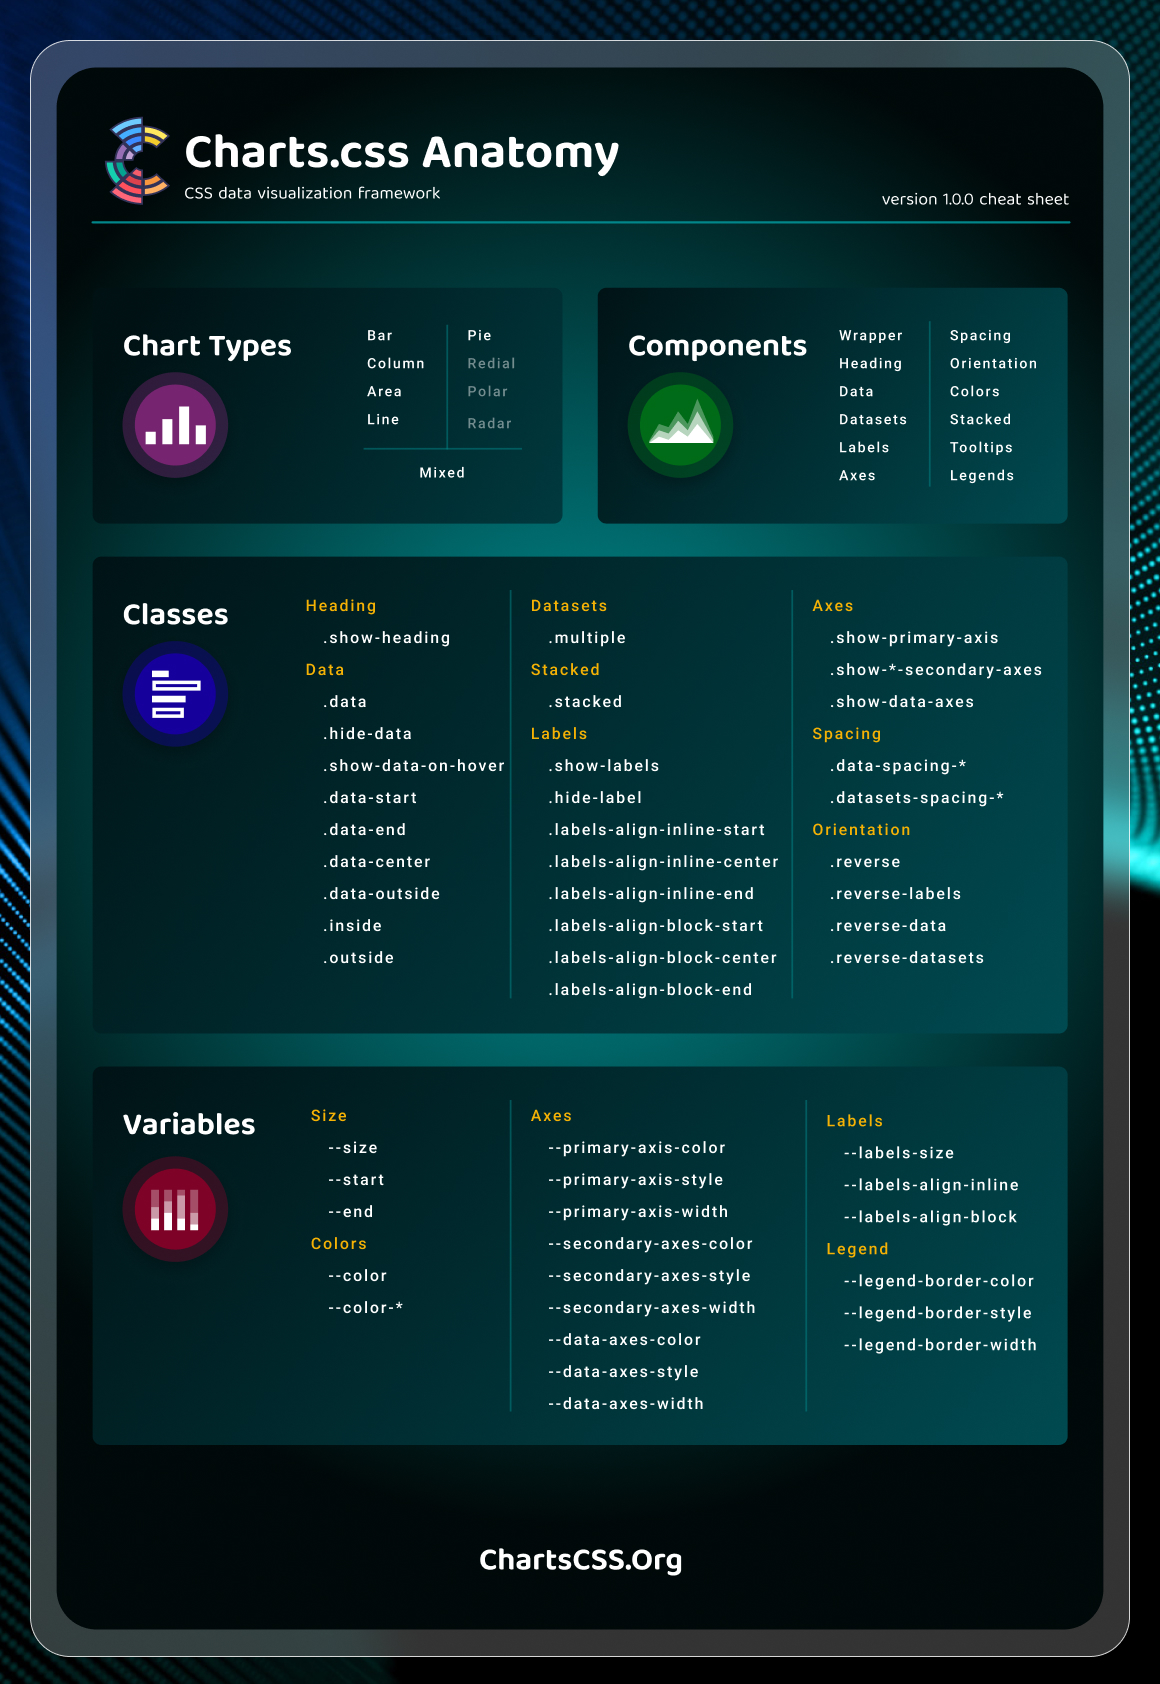 Charts.css Anatomy
CSS data visualization framework
version 1.0.0 cheat sheet
Chart Types
Bar
Column
Area
Line
Pie
Redial
Polar
Radar
Mixed
Components
Wrapper
Heading
Data
Datasets
Labels
Axes
Spacing
Orientation
Colors
Stacked
Tooltips
Legends
Classes
Heading
.show-heading
Data
.data
.hide-data
.show-data-on-hover
.data-start
.data-end
.data-center
.data-outside
.inside
.outside
Datasets
.multiple
Stacked
.stacked
Labels
.show-labels
.hide-label
.labels-align-inline-start
.labels-align-inline-center
.labels-align-inline-end
.labels-align-block-start
.labels-align-block-center
.labels-align-block-end
Axes
.show-primary-axis
.show-*-secondary-axes
.show-data-axes
Spacing
.data-spacing-*
.datasets-spacing-*
Orientation
.reverse
.reverse-labels
.reverse-data
.reverse-datasets
Variables
Size
--size
--start
--end
Colors
--color
--color-*
Axes
--primary-axis-color
--primary-axis-style
--primary-axis-width
--secondary-axes-color
--secondary-axes-style
--secondary-axes-width
--data-axes-color
--data-axes-style
--data-axes-width
Labels
--labels-size
--labels-align-inline
--labels-align-block
Legend
--legend-border-color
--legend-border-style
--legend-border-width
ChartsCSS.Org